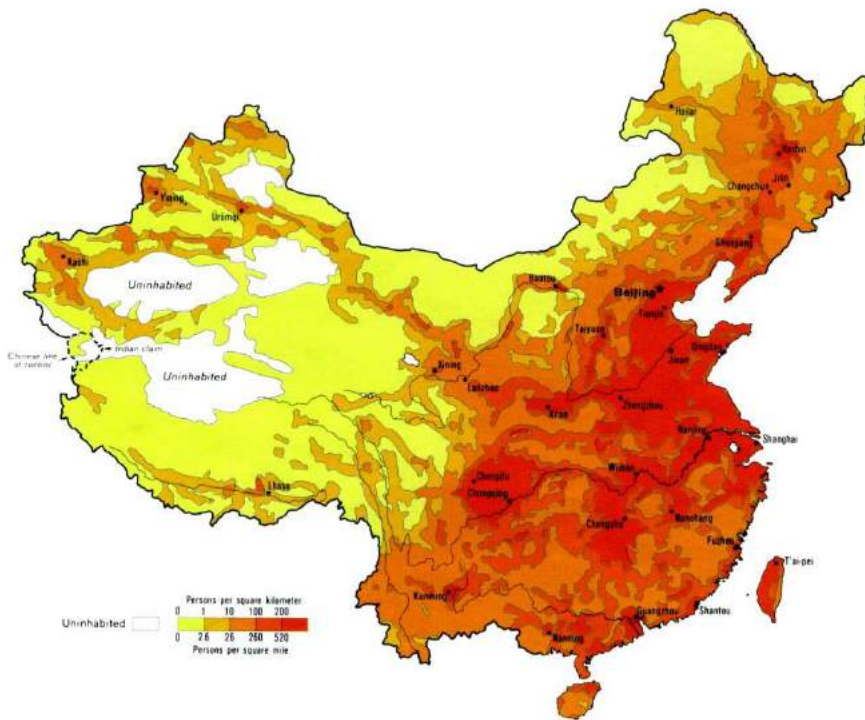 Hailar
Harbin
Jilin
Changchun
Yining
Ürümqi
Shenyang
Kashi
Uninhabited
Baotou
Beijing
Tianjin
Taiyuan
Chinese line
of control
Indian claim
Qingdao
Jinan
Uninhabited
Xining
Lanzhou
Zhengzhou
Xi'an
Nanjing
Shanghai
Wuhan
Chengdu
Lhasa
Chongqing
Nanchang
Changsha
Fuzhou
T'ai-pei
Kunming
Persons per square kilometer
0 1 10 100 200
Uninhabited
0 2.6 26 260 520
Persons per square mile
Guangzhou
Shantou
Nanning